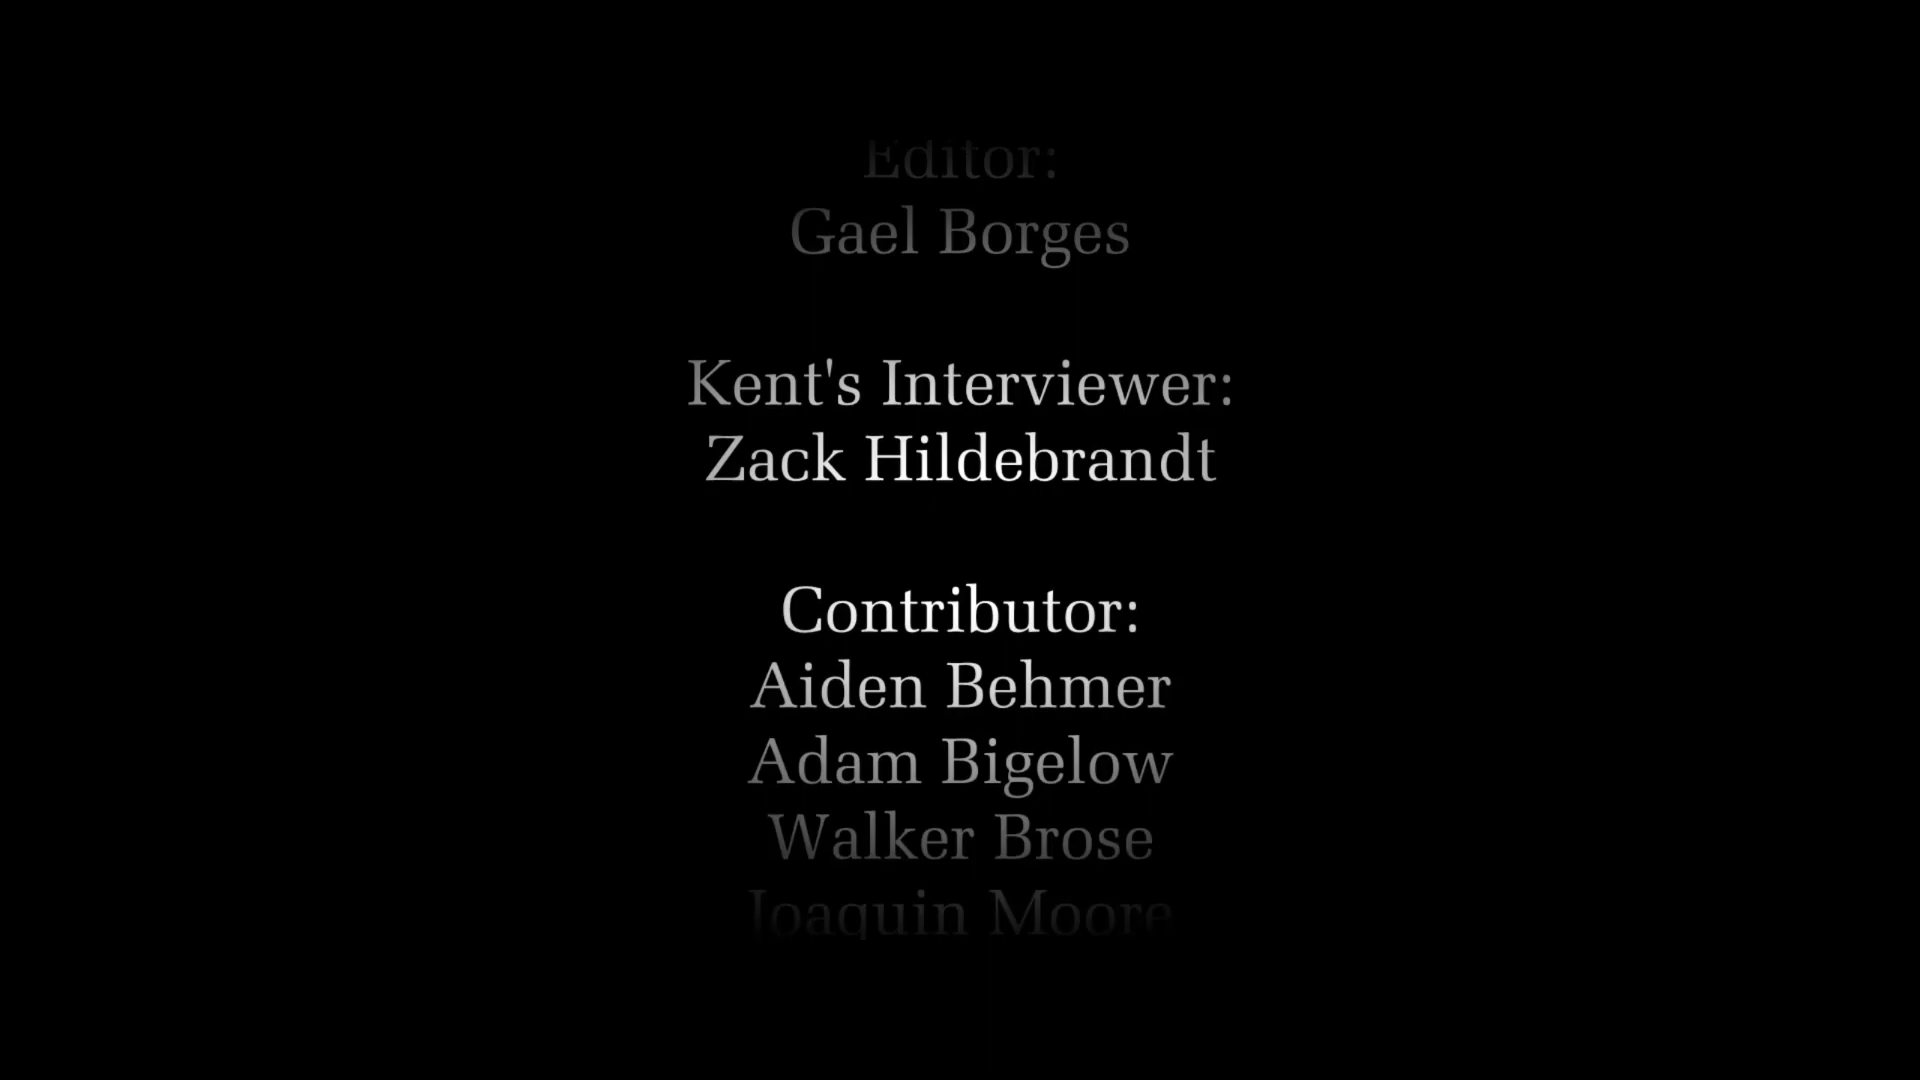 Editor:
Gael Borges
Kent's Interviewer:
Zack Hildebrandt
Contributor:
Aiden Behmer
Adam Bigelow
Walker Brose
Joaquin Moore